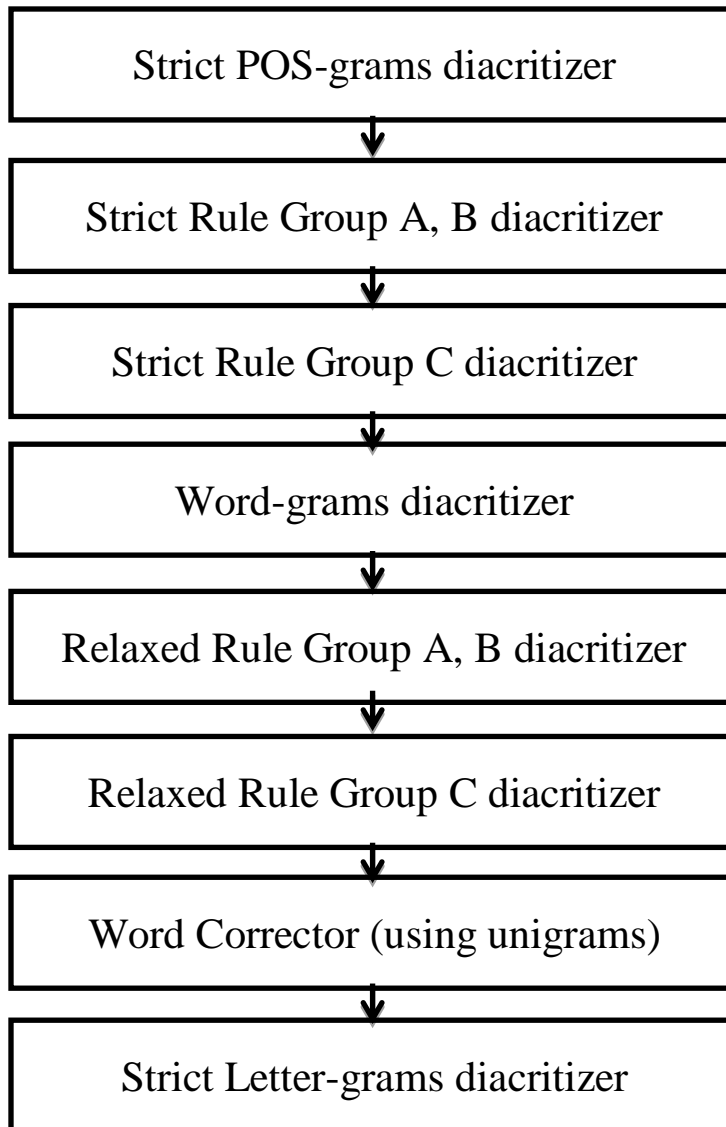 Strict POS-grams diacritizer
Strict Rule Group A, B diacritizer
Strict Rule Group C diacritizer
Word-grams diacritizer
Relaxed Rule Group A, B diacritizer
Relaxed Rule Group C diacritizer
Word Corrector (using unigrams)
Strict Letter-grams diacritizer